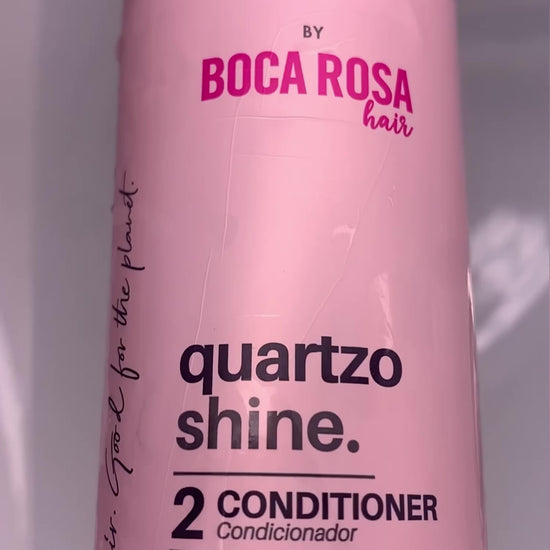 BY
BOCA ROSA
hair
quartzo
shine.
2 CONDITIONER
Condicionador
Good for the planet.